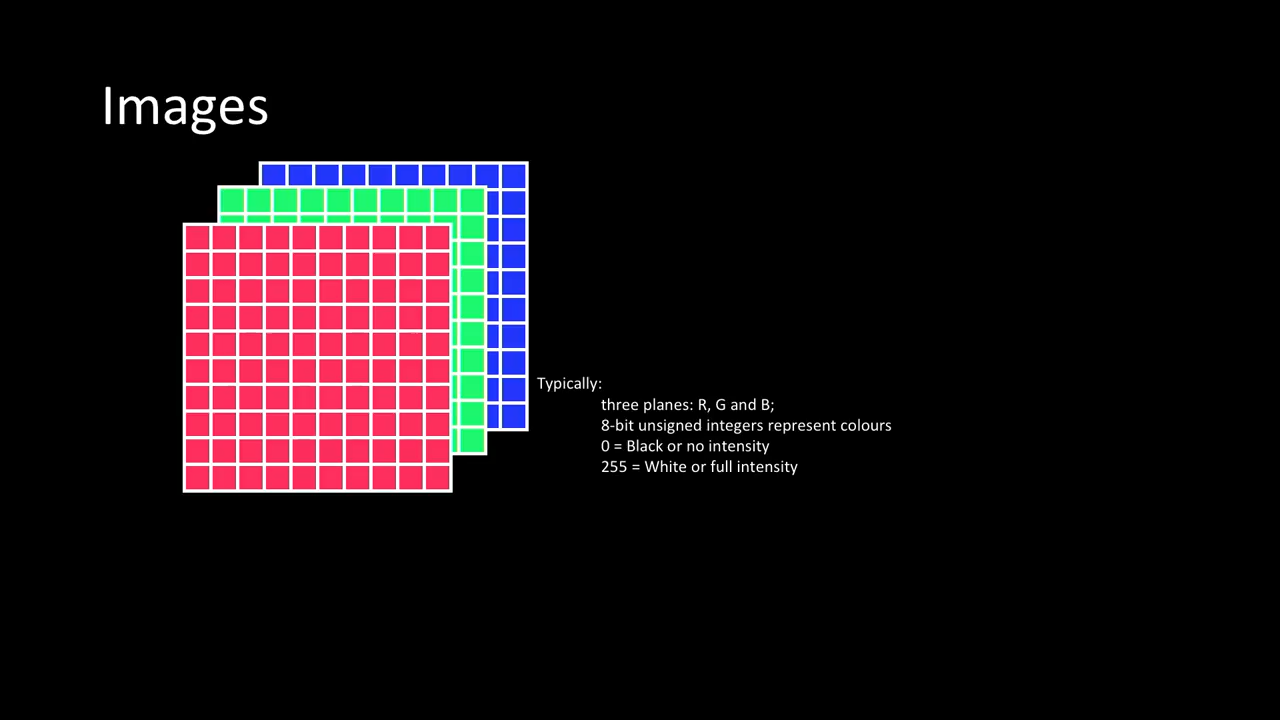 Images
Typically:
three planes: R, G and B;
8-bit unsigned integers represent colours
0 = Black or no intensity
255 = White or full intensity